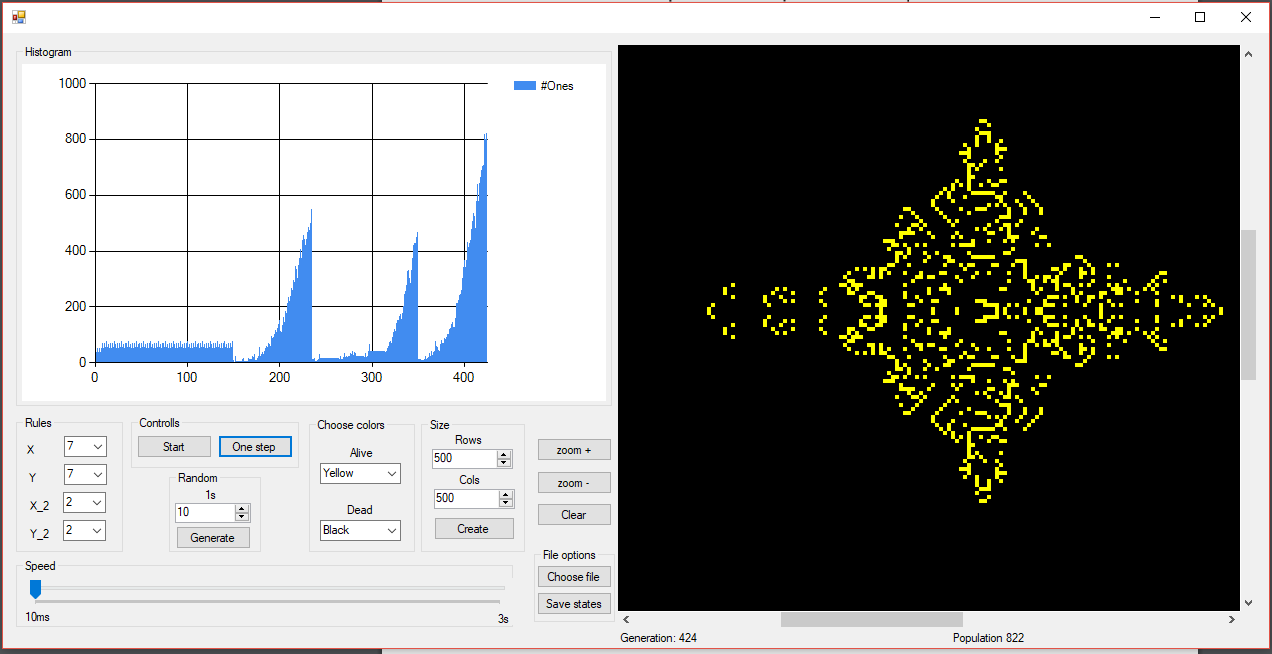 Histogram
1000
800
600
400
200
0
0 100 200 300 400
#Ones
Rules
X 7
Y 7
X_2 2
Y_2 2
Controlls
Start One step
Random
1s
10
Generate
Choose colors
Alive
Yellow
Dead
Black
Size
Rows
500
Cols
500
Create
zoom +
zoom -
Clear
File options
Choose file
Save states
Speed
10ms 3s
Generation: 424 Population 822